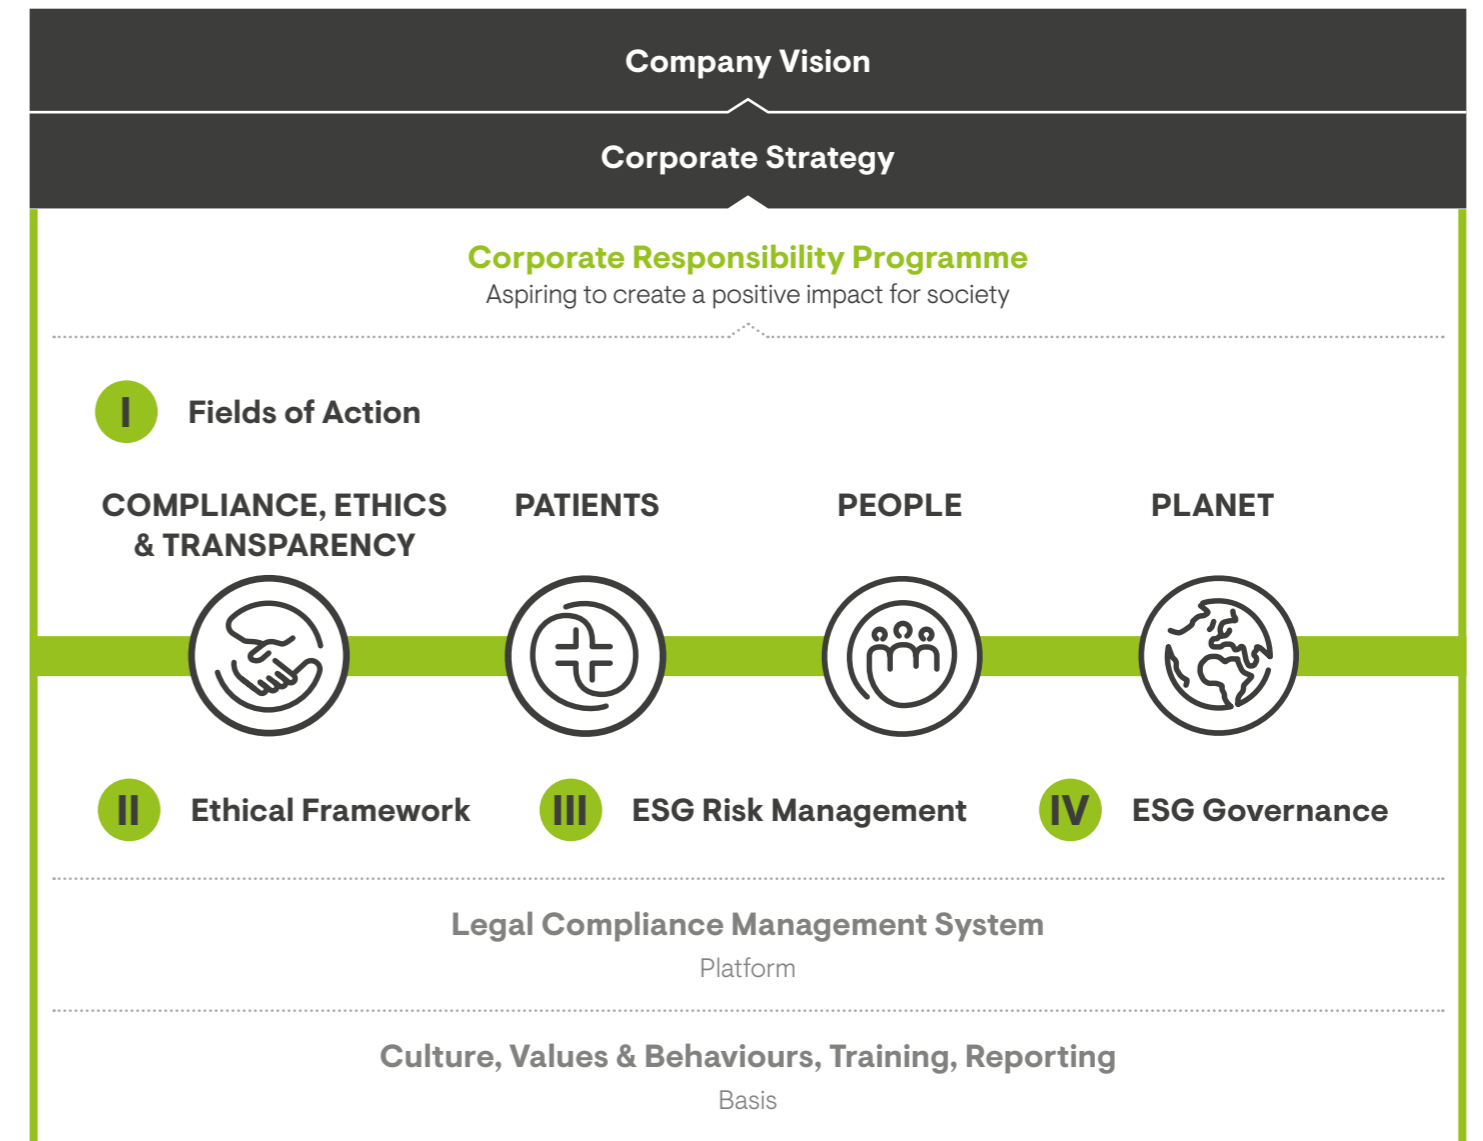 Company Vision
Corporate Strategy
Corporate Responsibility Programme
Aspiring to create a positive impact for society
I Fields of Action
COMPLIANCE, ETHICS
& TRANSPARENCY
PATIENTS
PEOPLE
PLANET
II Ethical Framework
III ESG Risk Management
IV ESG Governance
Legal Compliance Management System
Platform
Culture, Values & Behaviours, Training, Reporting
Basis